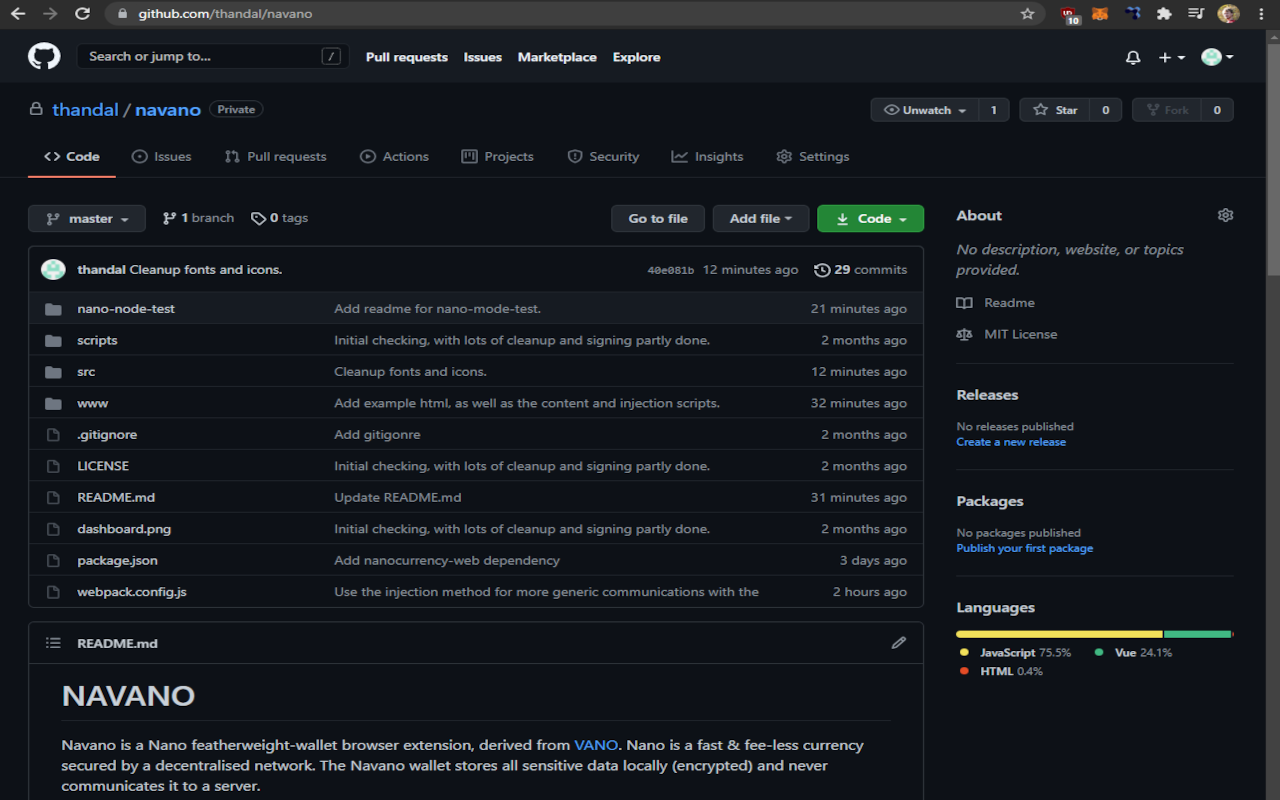 github.com/thandal/navano
10
Search or jump to... /
Pull requests Issues Marketplace Explore
thandal / navano Private
Unwatch 1 Star 0 Fork 0
Code Issues Pull requests Actions Projects Security Insights Settings
master 1 branch 0 tags
Go to file Add file Code
thandal Cleanup fonts and icons. 40e081b 12 minutes ago 29 commits
nano-node-test Add readme for nano-mode-test. 21 minutes ago
scripts Initial checking, with lots of cleanup and signing partly done. 2 months ago
src Cleanup fonts and icons. 12 minutes ago
www Add example html, as well as the content and injection scripts. 32 minutes ago
.gitignore Add gitigonre 2 months ago
LICENSE Initial checking, with lots of cleanup and signing partly done. 2 months ago
README.md Update README.md 31 minutes ago
dashboard.png Initial checking, with lots of cleanup and signing partly done. 2 months ago
package.json Add nanocurrency-web dependency 3 days ago
webpack.config.js Use the injection method for more generic communications with the 2 hours ago
README.md
NAVANO
Navano is a Nano featherweight-wallet browser extension, derived from VANO. Nano is a fast & fee-less currency
secured by a decentralised network. The Navano wallet stores all sensitive data locally (encrypted) and never
communicates it to a server.
About
No description, website, or topics
provided.
Readme
MIT License
Releases
No releases published
Create a new release
Packages
No packages published
Publish your first package
Languages
JavaScript 75.5% Vue 24.1%
HTML 0.4%